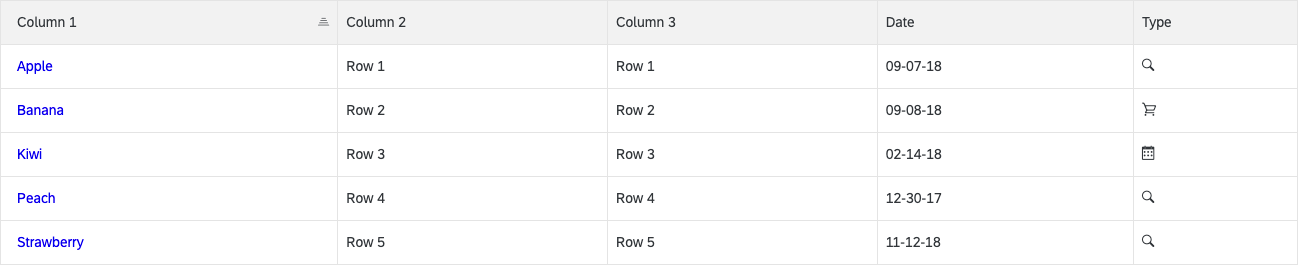 Column 1 Column 2 Column 3 Date Type
Apple Row 1 Row 1 09-07-18
Banana Row 2 Row 2 09-08-18
Kiwi Row 3 Row 3 02-14-18
Peach Row 4 Row 4 12-30-17
Strawberry Row 5 Row 5 11-12-18